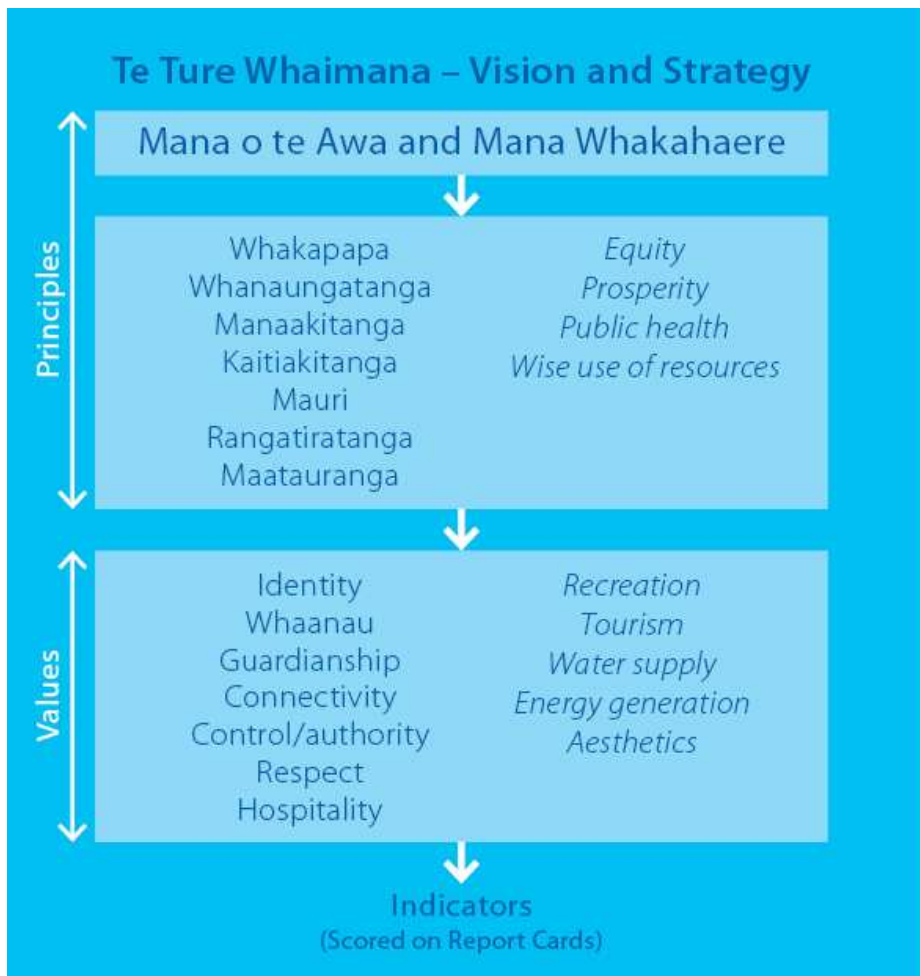 Te Ture Whaimana – Vision and Strategy
Mana o te Awa and Mana Whakahaere
Principles
Whakapapa
Whanaungatanga
Manaakitanga
Kaitiakitanga
Mauri
Rangatiratanga
Maatauranga
Equity
Prosperity
Public health
Wise use of resources
Values
Identity
Whaanau
Guardianship
Connectivity
Control/authority
Respect
Hospitality
Recreation
Tourism
Water supply
Energy generation
Aesthetics
Indicators
(Scored on Report Cards)